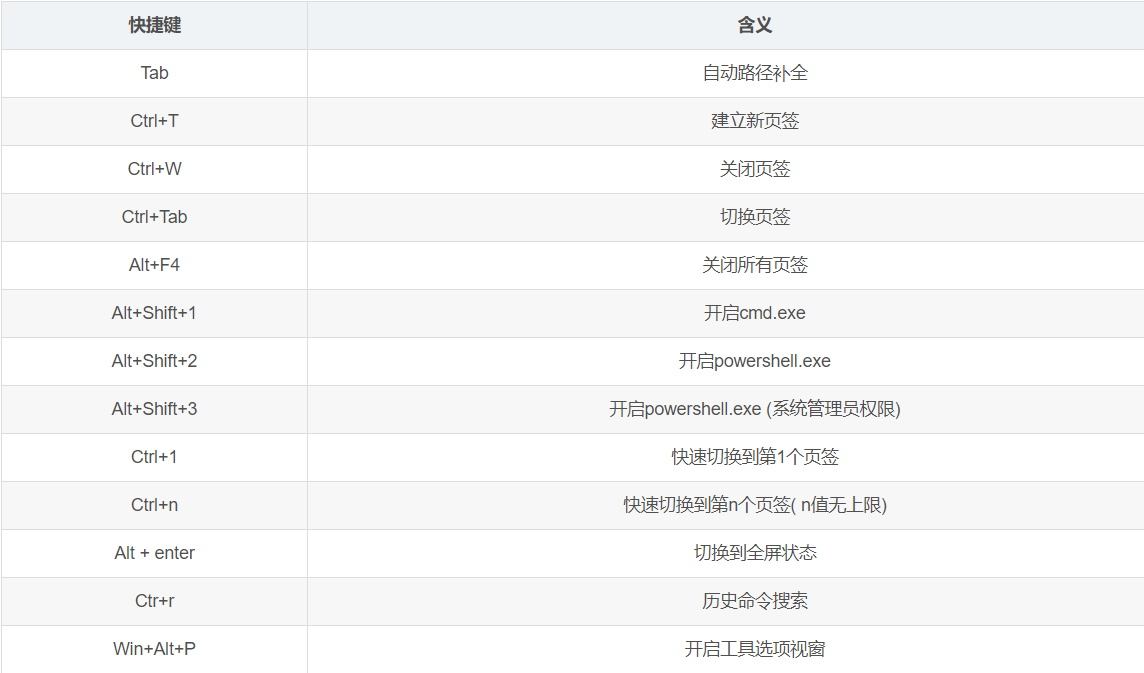 快捷键 含义
Tab 自动路径补全
Ctrl+T 建立新页签
Ctrl+W 关闭页签
Ctrl+Tab 切换页签
Alt+F4 关闭所有页签
Alt+Shift+1 开启cmd.exe
Alt+Shift+2 开启powershell.exe
Alt+Shift+3 开启powershell.exe (系统管理员权限)
Ctrl+1 快速切换到第1个页签
Ctrl+n 快速切换到第n个页签( n值无上限)
Alt + enter 切换到全屏状态
Ctr+r 历史命令搜索
Win+Alt+P 开启工具选项视窗